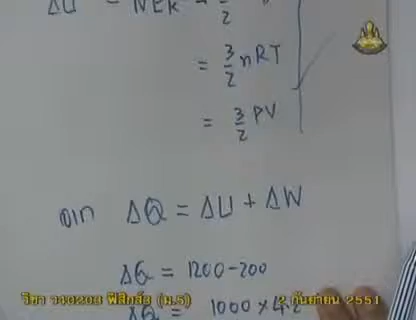 ΔU = NEk =
= 3/2 nRT
= 3/2 PV
จาก ΔQ = ΔU + ΔW
ΔQ = 1200-200
ΔQ = 1000 × 4.2
วิชา ว40203 ฟิสิกส์3 (ม.5) 2 กันยายน 2551